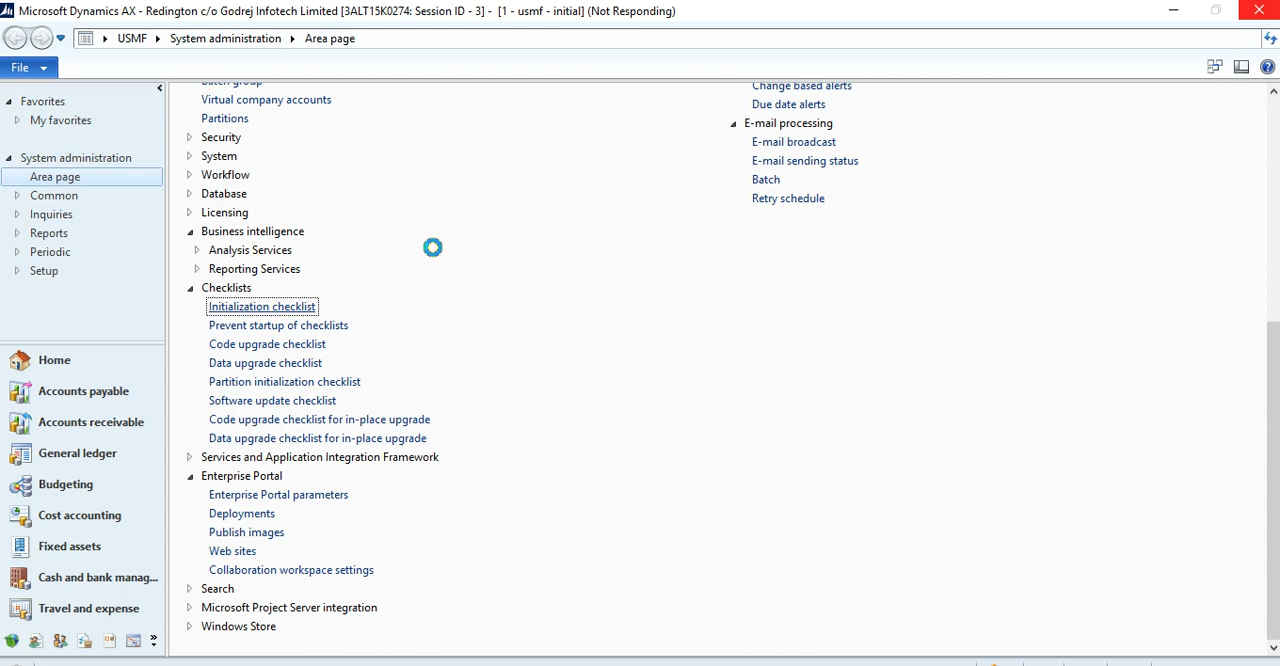 Microsoft Dynamics AX - Redington c/o Godrej Infotech Limited [3ALT15K0274: Session ID - 3] - [1 - usmf - initial] (Not Responding)
USMF
System administration
Area page
File
Favorites
My favorites
System administration
Area page
Common
Inquiries
Reports
Periodic
Setup
Home
Accounts payable
Accounts receivable
General ledger
Budgeting
Cost accounting
Fixed assets
Cash and bank manag...
Travel and expense
Batch group
Virtual company accounts
Partitions
Security
System
Workflow
Database
Licensing
Business intelligence
Analysis Services
Reporting Services
Checklists
Initialization checklist
Prevent startup of checklists
Code upgrade checklist
Data upgrade checklist
Partition initialization checklist
Software update checklist
Code upgrade checklist for in-place upgrade
Data upgrade checklist for in-place upgrade
Services and Application Integration Framework
Enterprise Portal
Enterprise Portal parameters
Deployments
Publish images
Web sites
Collaboration workspace settings
Search
Microsoft Project Server integration
Windows Store
Change based alerts
Due date alerts
E-mail processing
E-mail broadcast
E-mail sending status
Batch
Retry schedule